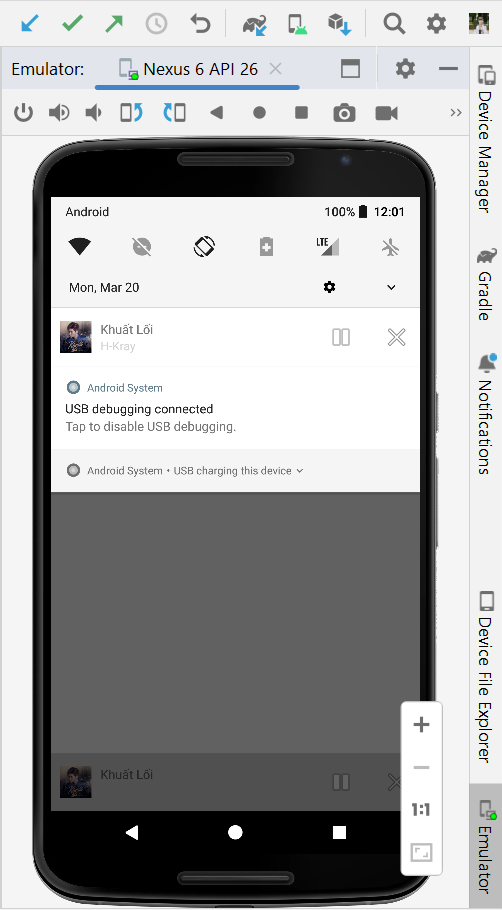 Emulator:
Nexus 6 API 26
Android
100%
12:01
LTE
Mon, Mar 20
Khuất Lối
H-Kray
Android System
USB debugging connected
Tap to disable USB debugging.
Android System • USB charging this device
Khuất Lối
1:1
Device Manager
Gradle
Notifications
Device File Explorer
Emulator